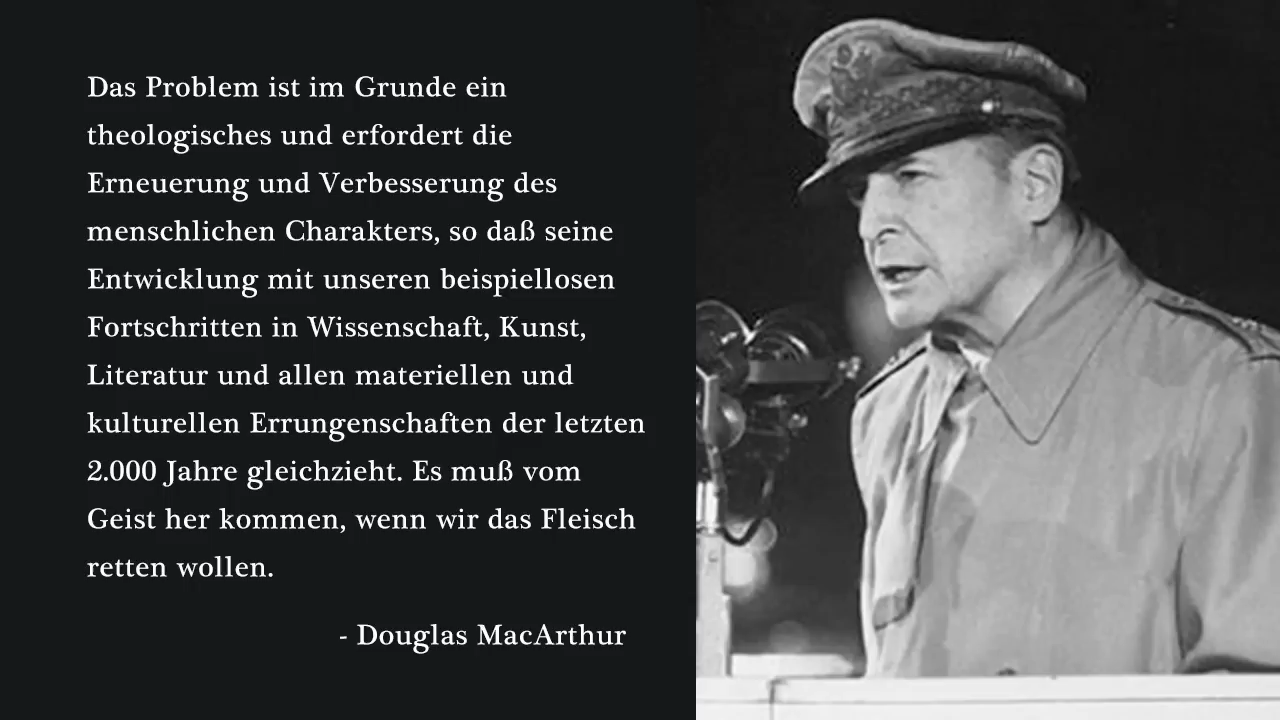 Das Problem ist im Grunde ein
theologisches und erfordert die
Erneuerung und Verbesserung des
menschlichen Charakters, so daß seine
Entwicklung mit unseren beispiellosen
Fortschritten in Wissenschaft, Kunst,
Literatur und allen materiellen und
kulturellen Errungenschaften der letzten
2.000 Jahre gleichzieht. Es muß vom
Geist her kommen, wenn wir das Fleisch
retten wollen.
- Douglas MacArthur